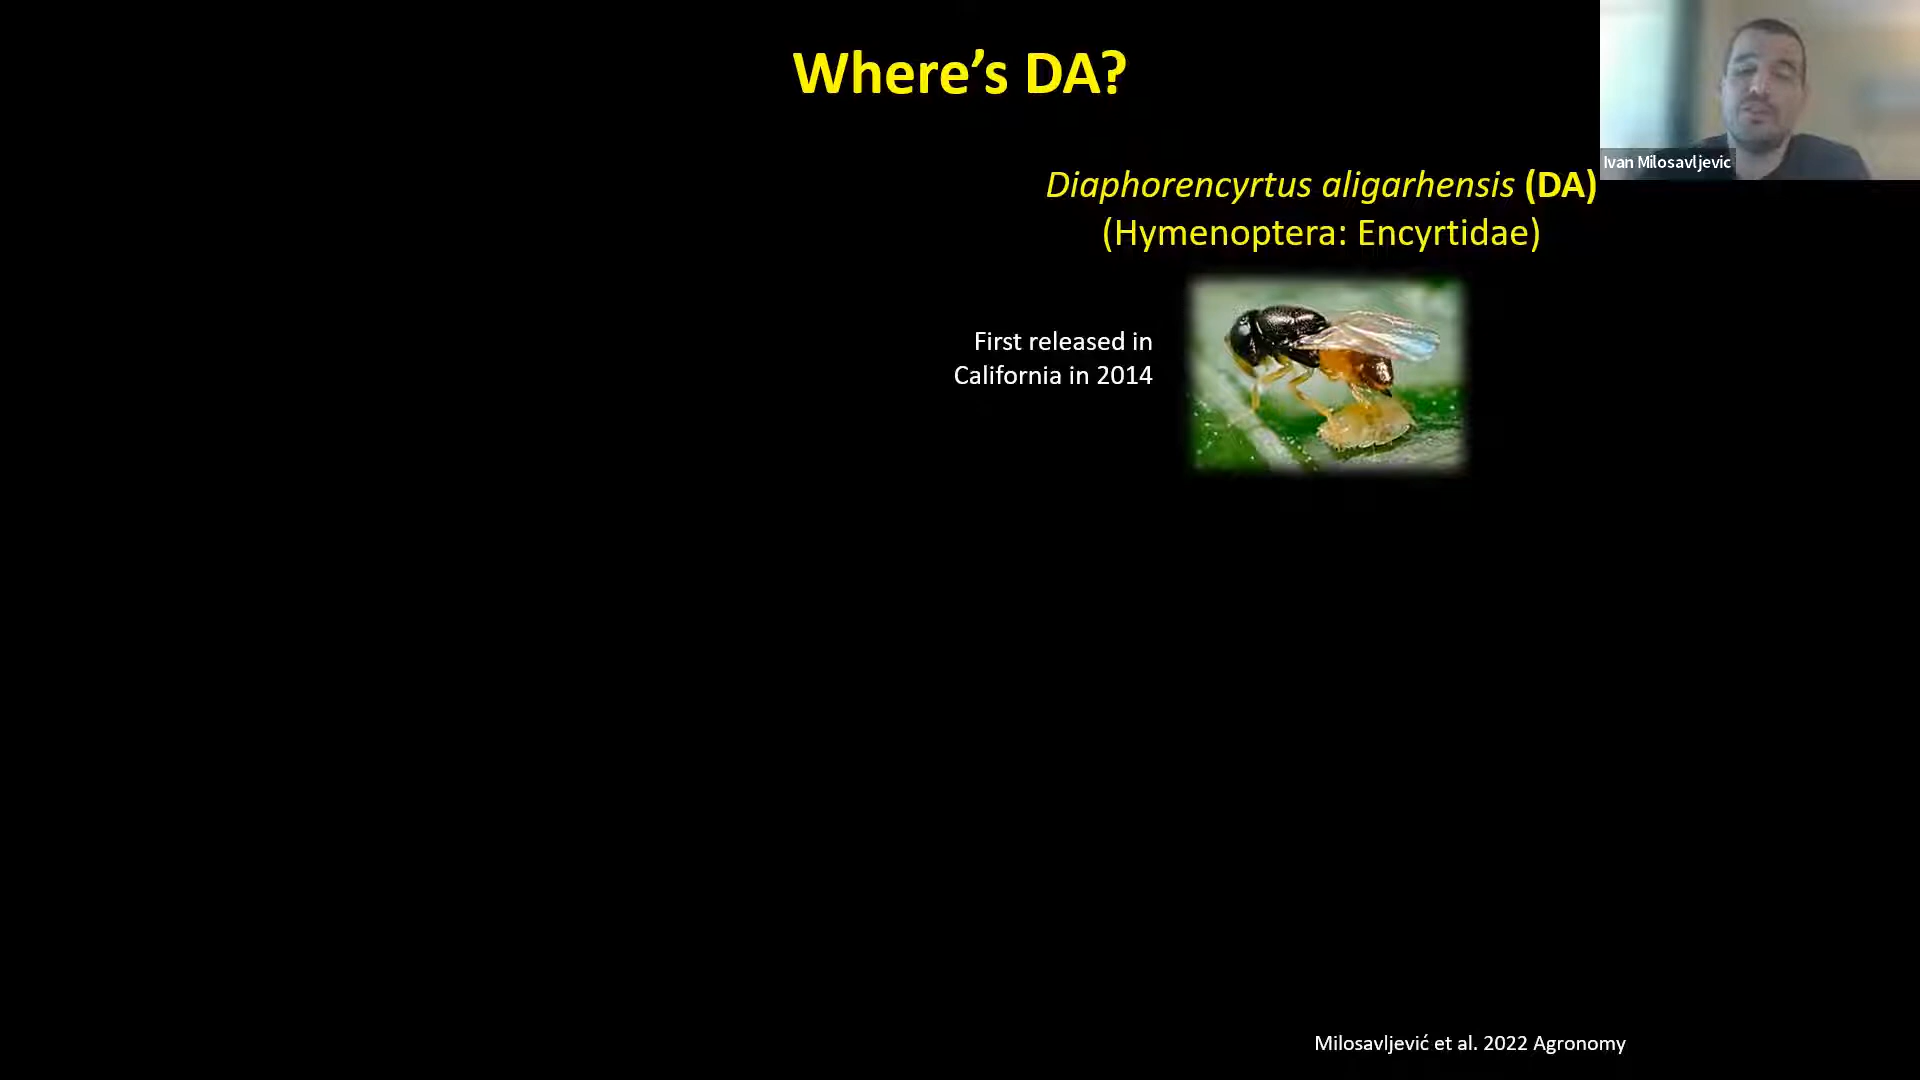 Where’s DA?
Ivan Milosavljevic
Diaphorencyrtus aligarhensis (DA)
(Hymenoptera: Encyrtidae)
First released in
California in 2014
Milosavljević et al. 2022 Agronomy